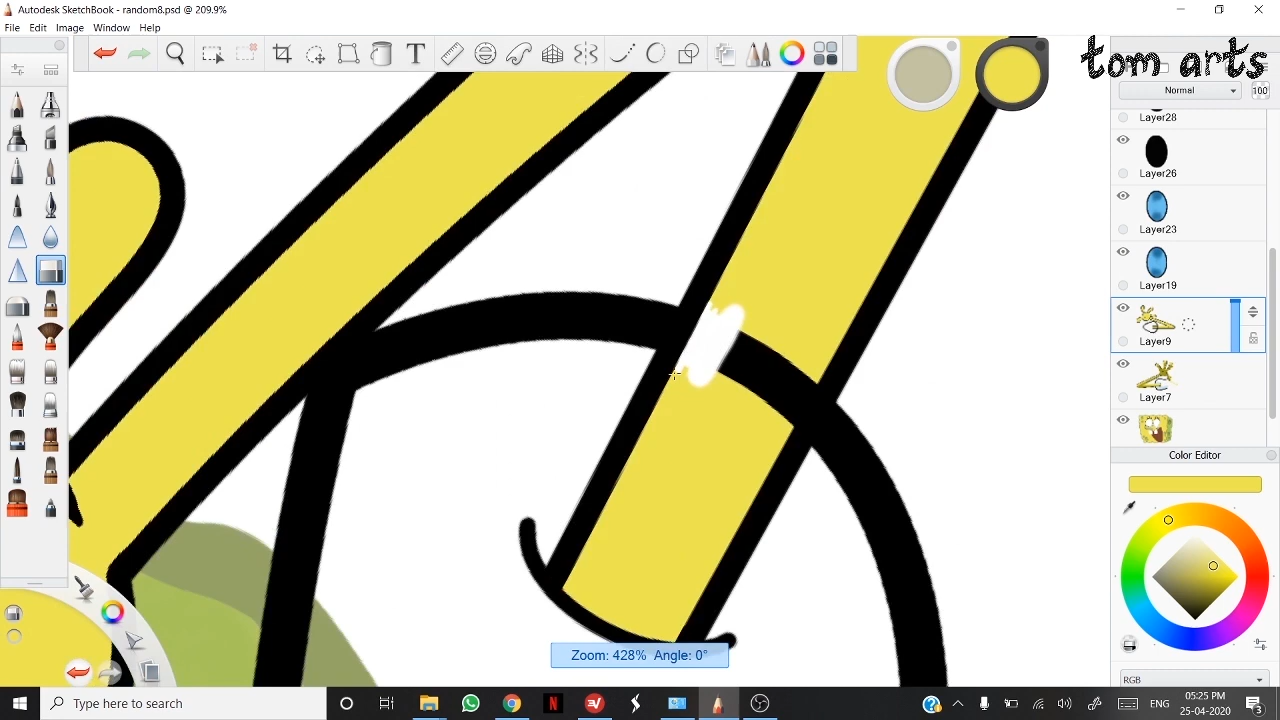 Autodesk SketchBook - random8.psd @ 209.9%
File Edit Image Window Help
T
tom arts
Normal
100
Layer28
Layer26
Layer23
Layer19
Layer9
Layer7
Color Editor
Zoom: 428% Angle: 0°
RGB
Type here to search
N
ENG
05:25 PM
25-04-2020
3